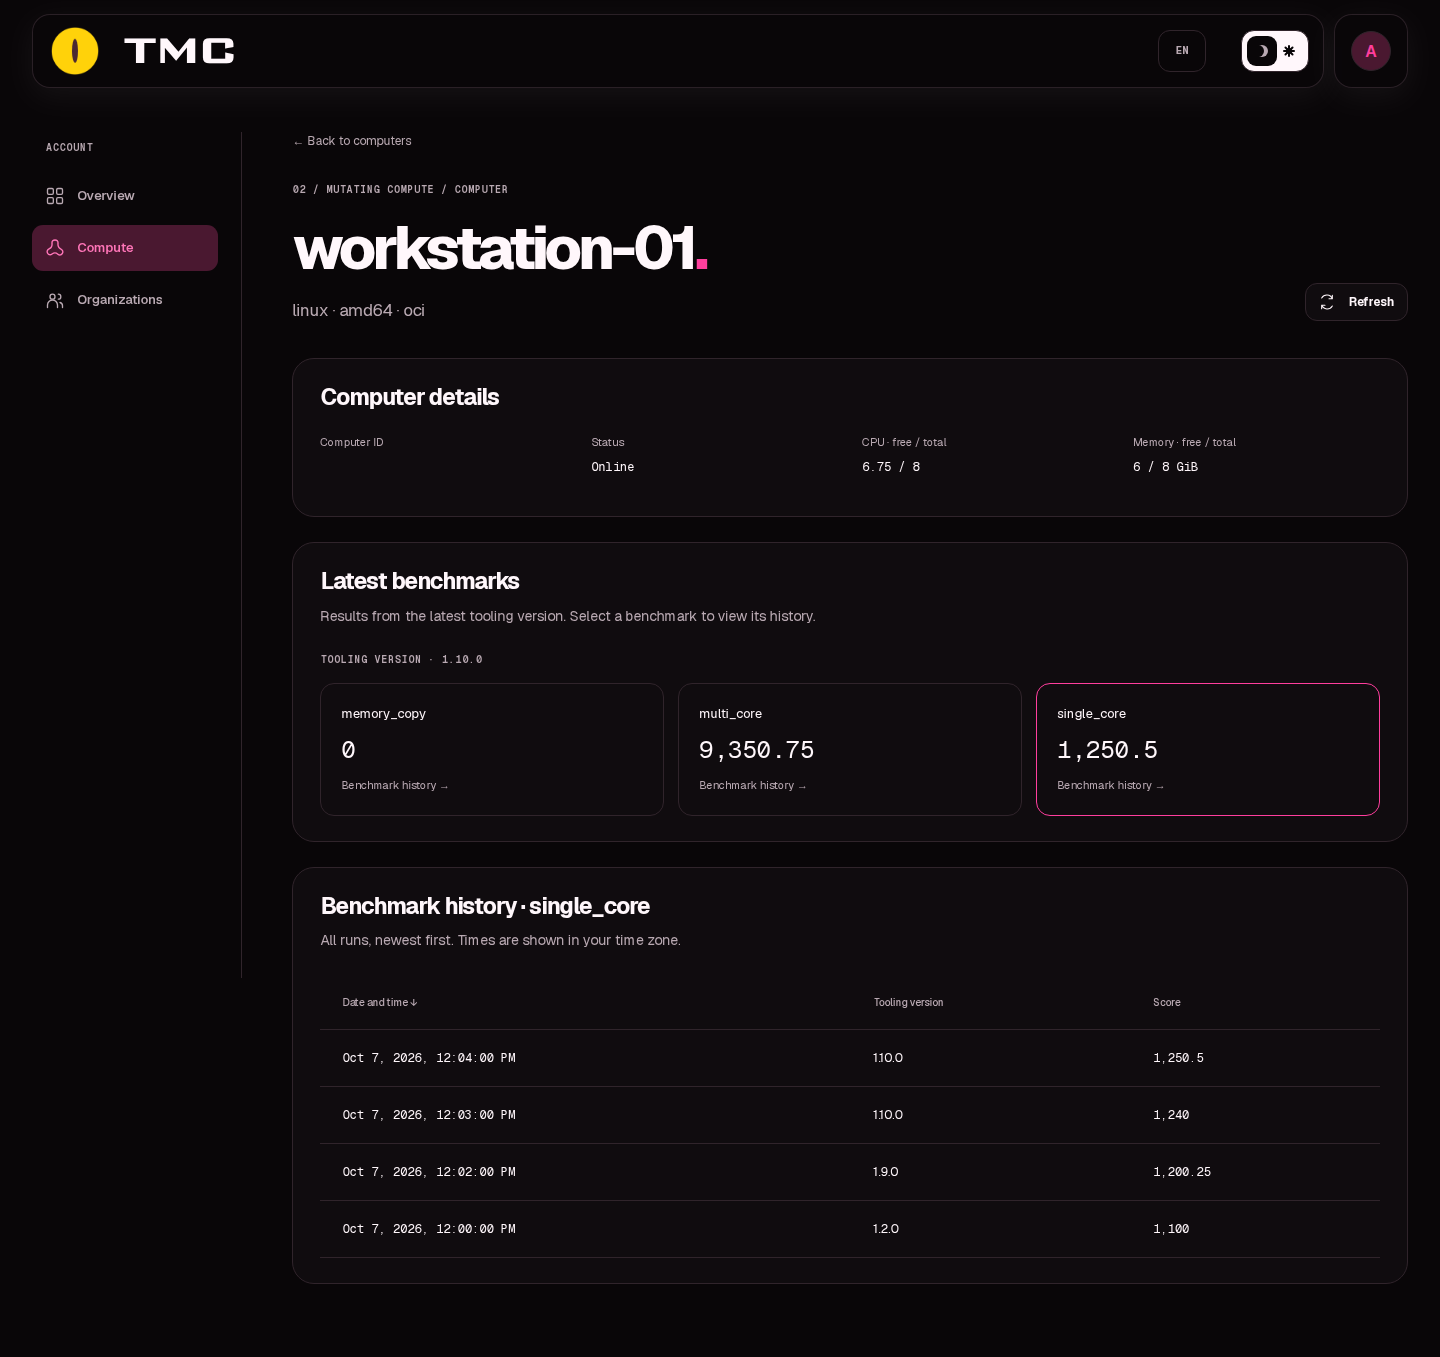 TMC
EN
A
ACCOUNT
Overview
Compute
Organizations
← Back to computers
02 / MUTATING COMPUTE / COMPUTER
workstation-01.
linux · amd64 · oci
Refresh
Computer details
Computer ID
Status
CPU · free / total
Memory · free / total
Online
6.75 / 8
6 / 8 GiB
Latest benchmarks
Results from the latest tooling version. Select a benchmark to view its history.
TOOLING VERSION · 1.10.0
memory_copy
0
Benchmark history →
multi_core
9,350.75
Benchmark history →
single_core
1,250.5
Benchmark history →
Benchmark history · single_core
All runs, newest first. Times are shown in your time zone.
Date and time ↓ Tooling version Score
Oct 7, 2026, 12:04:00 PM 1.10.0 1,250.5
Oct 7, 2026, 12:03:00 PM 1.10.0 1,240
Oct 7, 2026, 12:02:00 PM 1.9.0 1,200.25
Oct 7, 2026, 12:00:00 PM 1.2.0 1,100